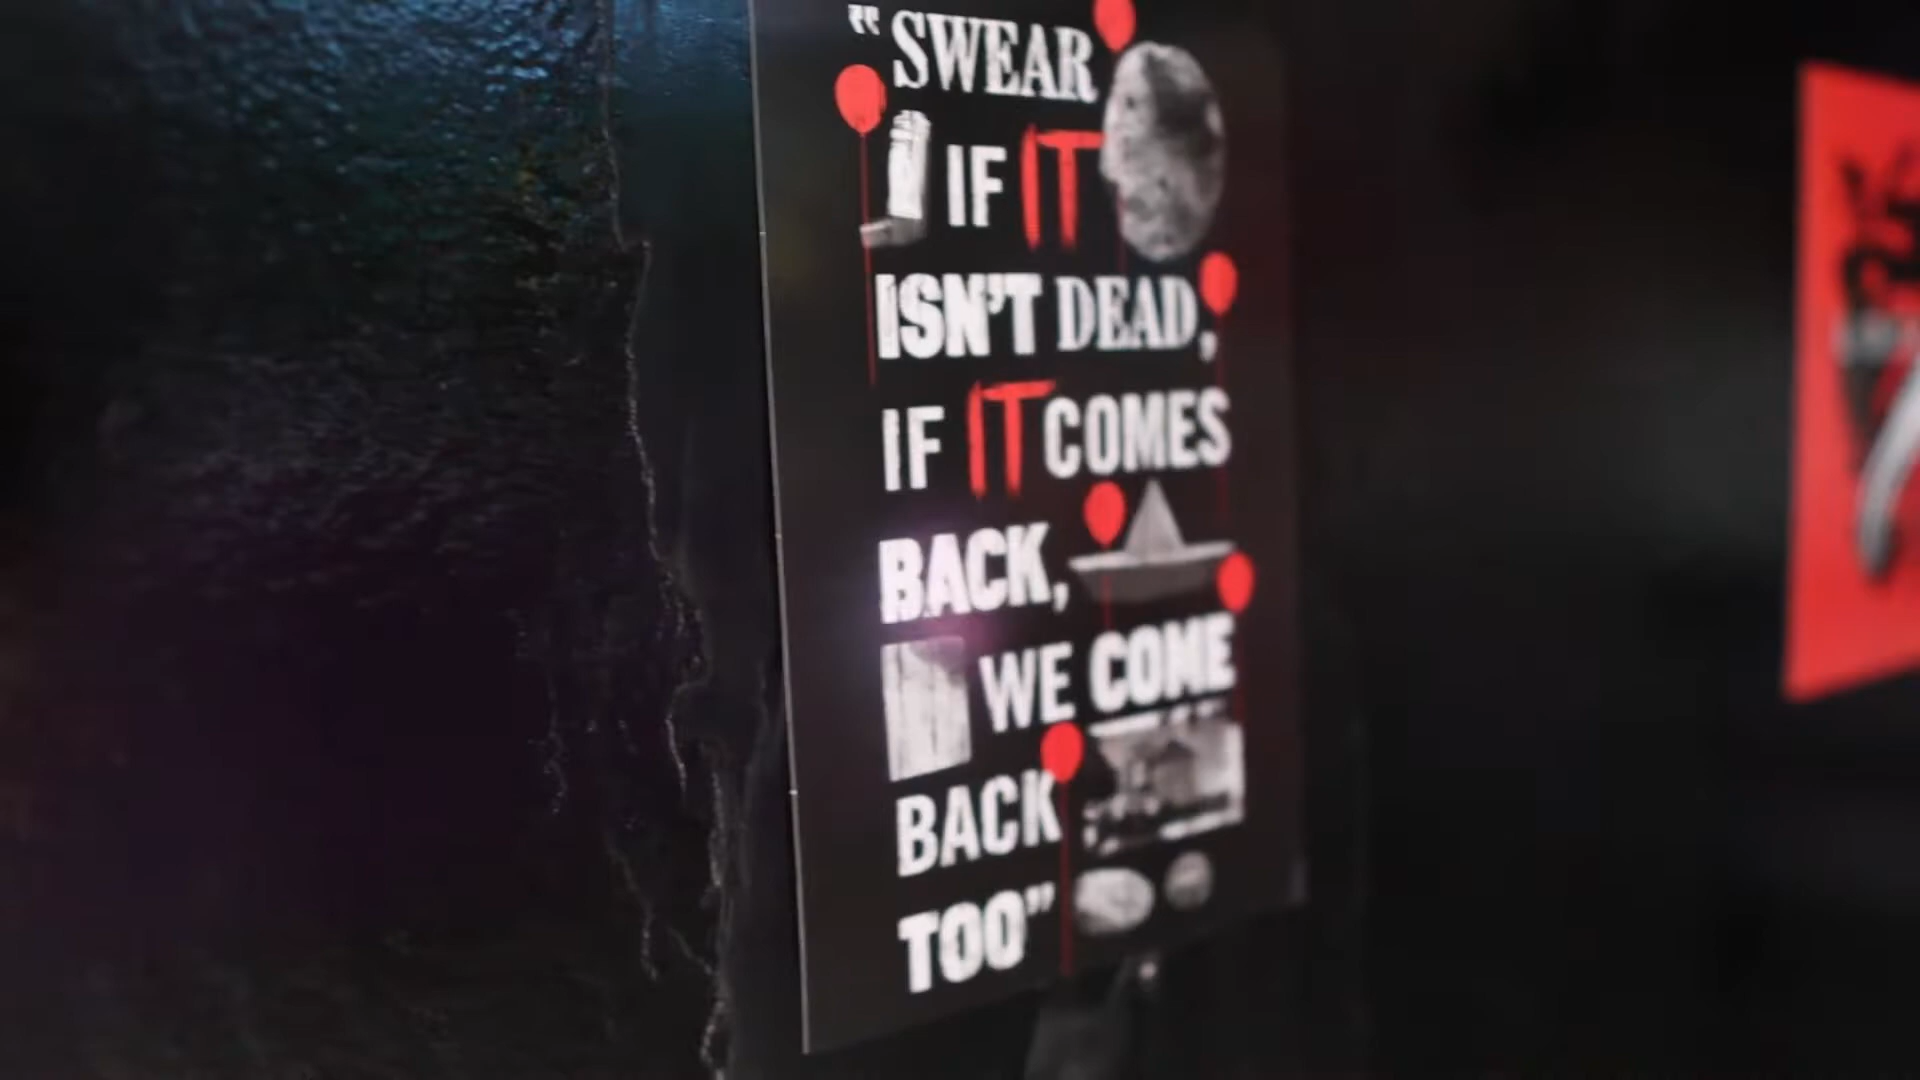 "SWEAR
IF IT
ISN'T DEAD,
IF IT COMES
BACK,
WE COME
BACK
TOO"